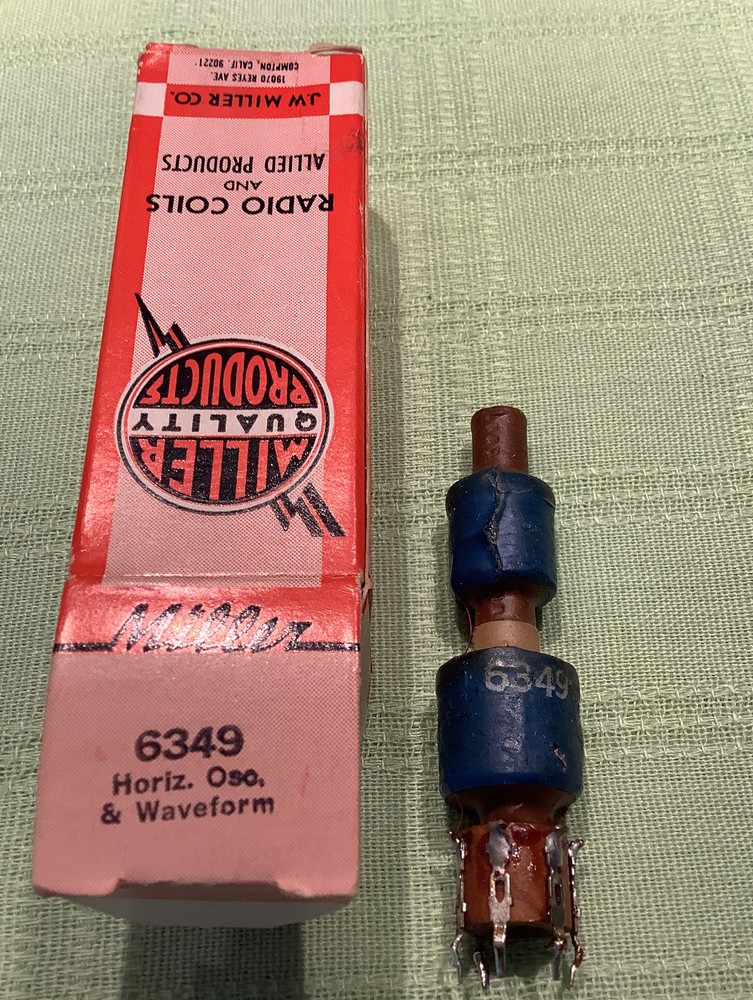 19070 REYES AVE.
COMPTON, CALIF. 90221
J.W. MILLER CO.
RADIO COILS
AND
ALLIED PRODUCTS
MILLER
QUALITY
PRODUCTS
Miller
6349
Horiz. Osc.
& Waveform
6349